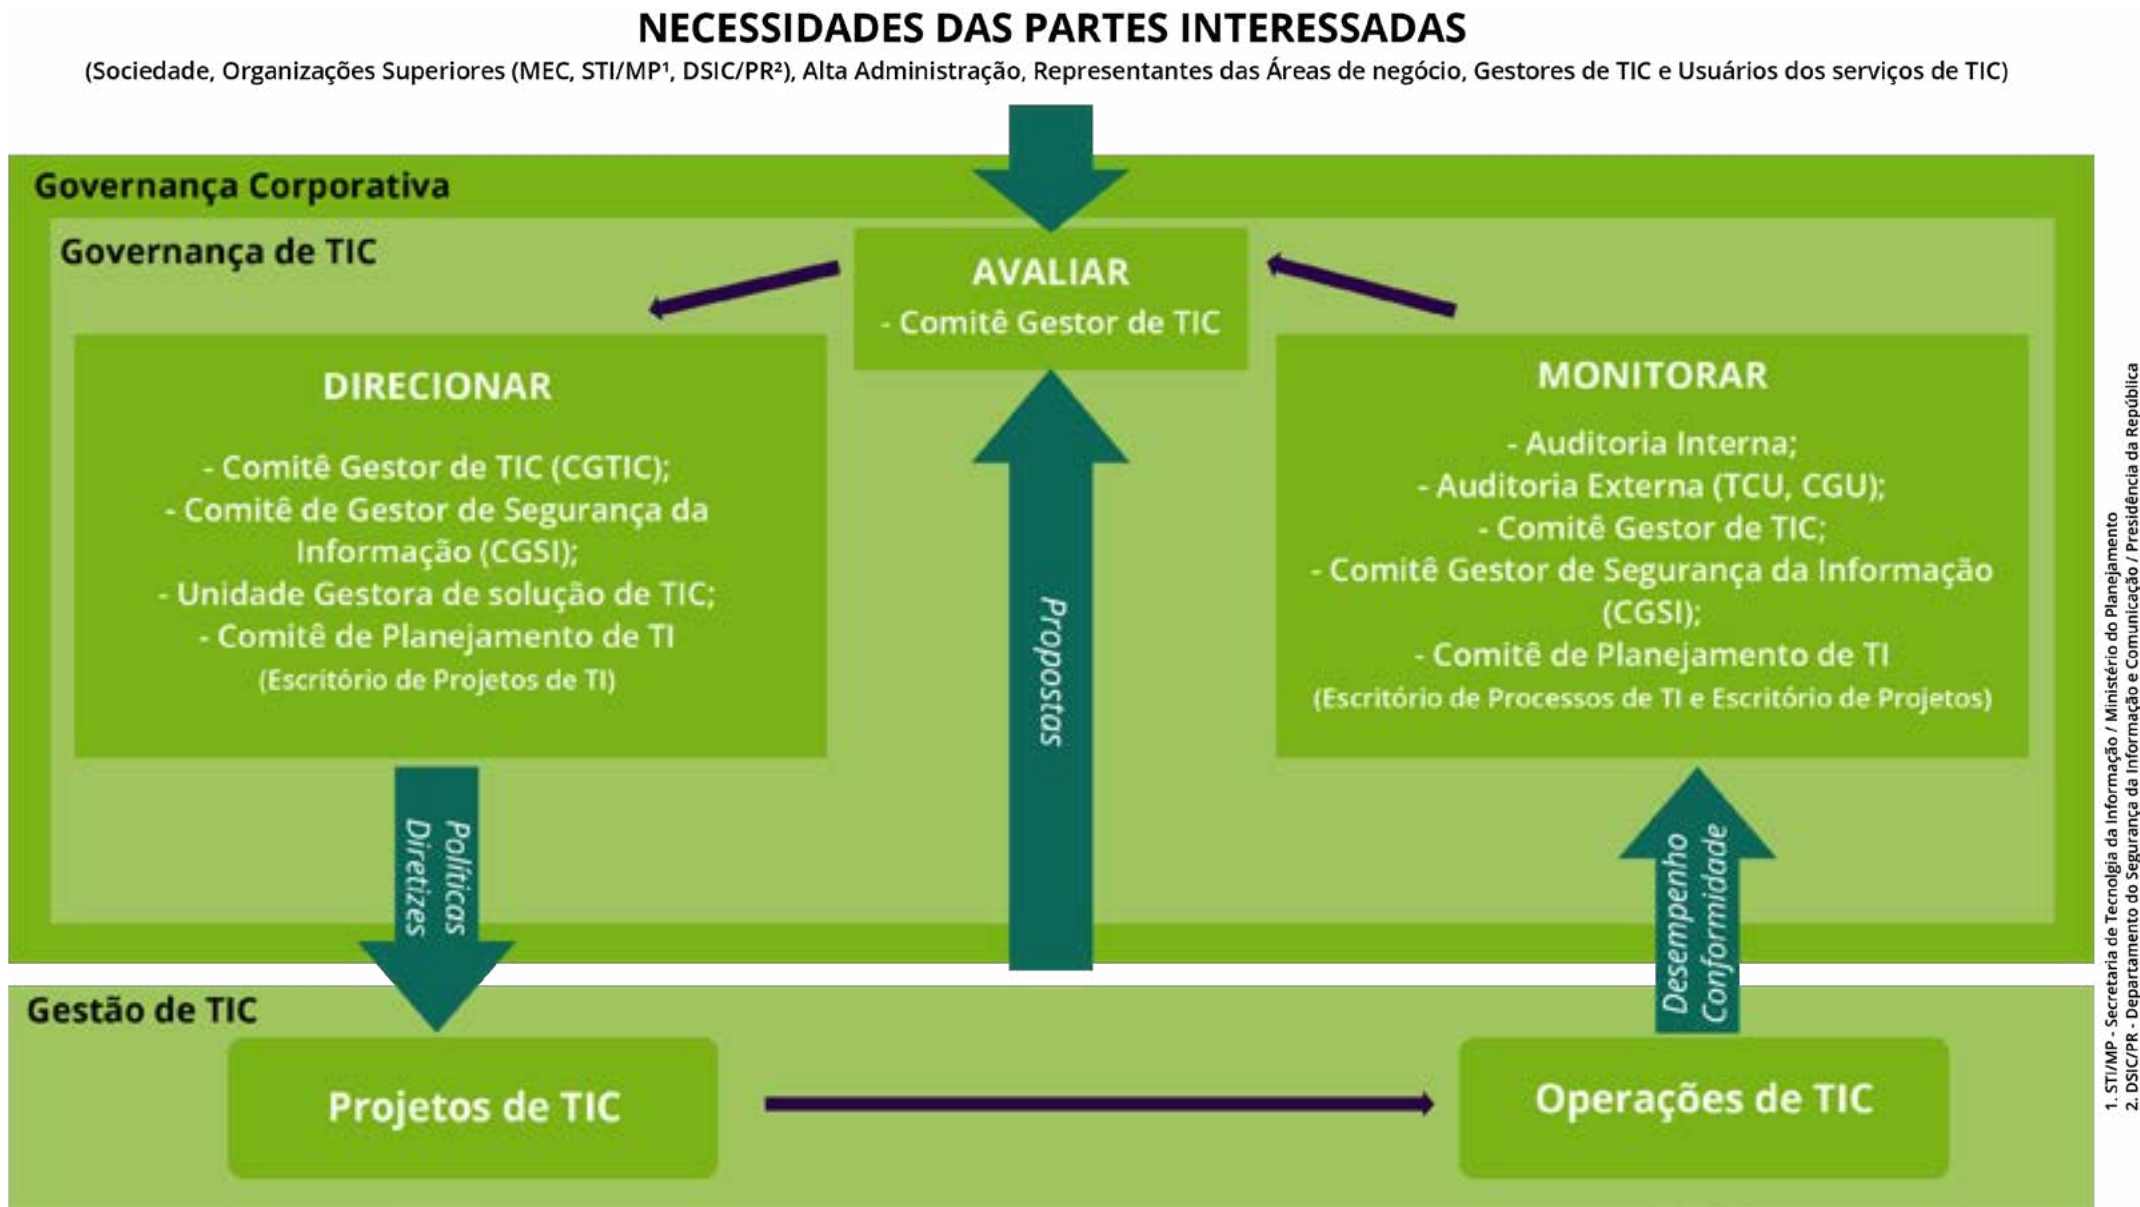 NECESSIDADES DAS PARTES INTERESSADAS
(Sociedade, Organizações Superiores (MEC, STI/MP¹, DSIC/PR²), Alta Administração, Representantes das Áreas de negócio, Gestores de TIC e Usuários dos serviços de TIC)
Governança Corporativa
Governança de TIC
AVALIAR
- Comitê Gestor de TIC
DIRECIONAR
- Comitê Gestor de TIC (CGTIC);
- Comitê de Gestor de Segurança da
Informação (CGSI);
- Unidade Gestora de solução de TIC;
- Comitê de Planejamento de TI
(Escritório de Projetos de TI)
MONITORAR
- Auditoria Interna;
- Auditoria Externa (TCU, CGU);
- Comitê Gestor de TIC;
- Comitê Gestor de Segurança da Informação
(CGSI);
- Comitê de Planejamento de TI
(Escritório de Processos de TI e Escritório de Projetos)
Políticas
Diretizes
Propostas
Desempenho
Conformidade
Gestão de TIC
Projetos de TIC
Operações de TIC
1. STI/MP - Secretaria de Tecnolgia da Informação / Ministério do Planejamento
2. DSIC/PR - Departamento do Segurança da Informação e Comunicação / Presidência da República